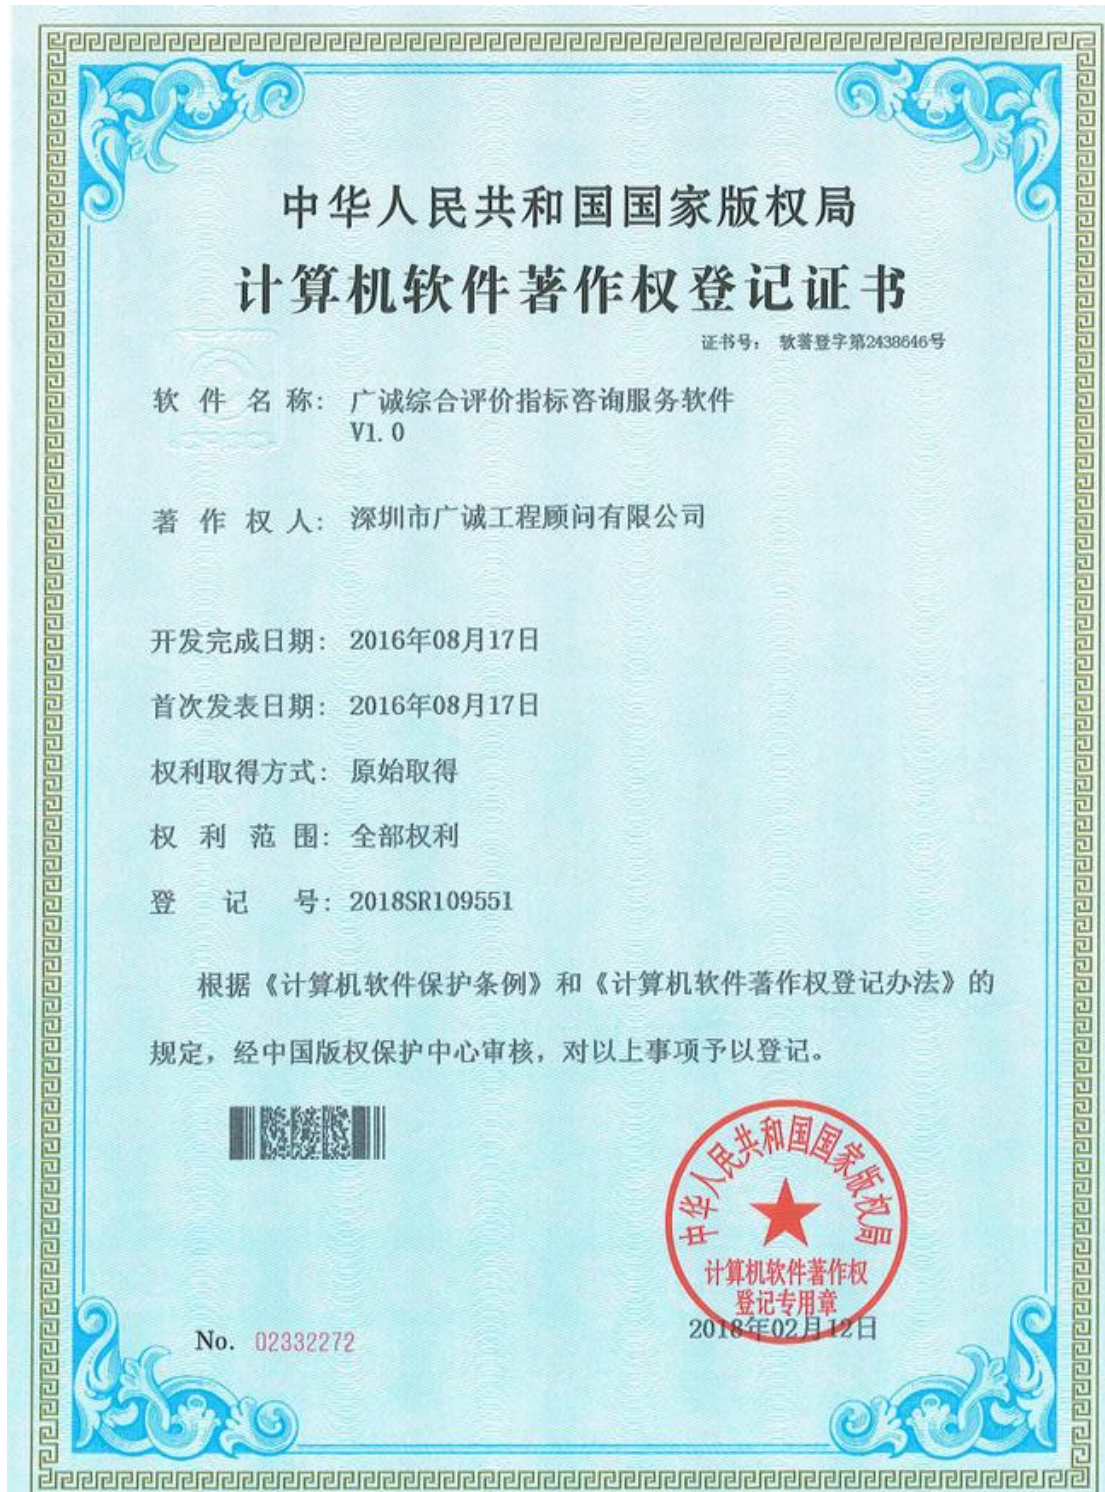 中华人民共和国国家版权局
计算机软件著作权登记证书
证书号： 软著登字第2438646号
软件名称： 广诚综合评价指标咨询服务软件
V1.0
著作权人： 深圳市广诚工程顾问有限公司
开发完成日期： 2016年08月17日
首次发表日期： 2016年08月17日
权利取得方式： 原始取得
权利范围： 全部权利
登记号： 2018SR109551
根据《计算机软件保护条例》和《计算机软件著作权登记办法》的
规定，经中国版权保护中心审核，对以上事项予以登记。
中华人民共和国国家版权局
计算机软件著作权
登记专用章
2018年02月12日
No. 02332272